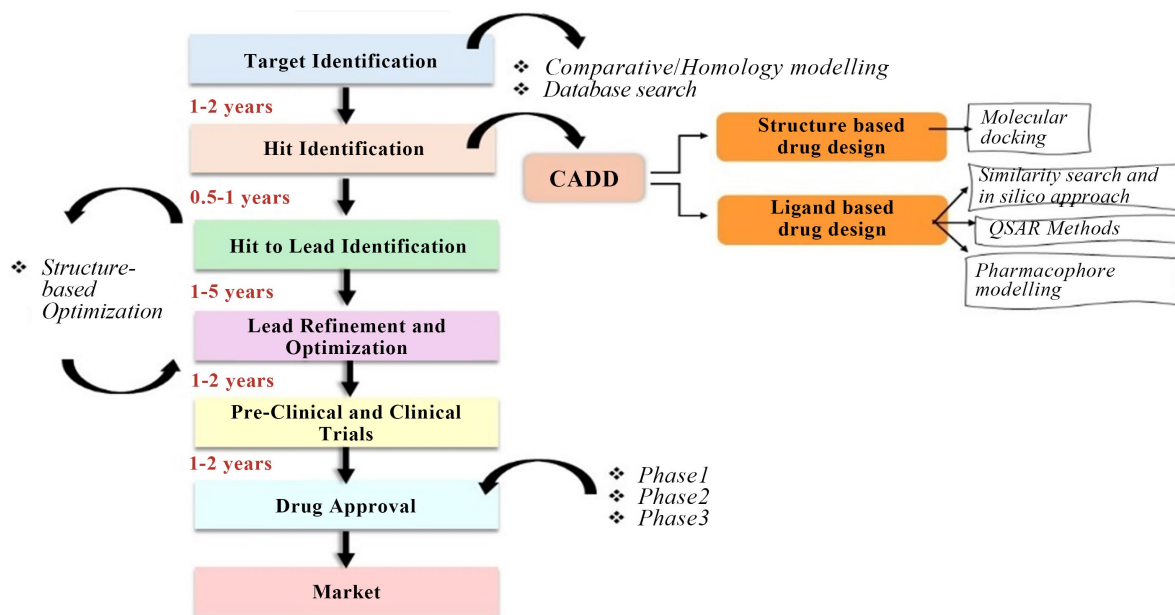 Target Identification
❖ Comparative/Homology modelling
❖ Database search
1-2 years
Hit Identification
CADD
Structure based
drug design
Molecular
docking
Ligand based
drug design
Similarity search and
in silico approach
QSAR Methods
Pharmacophore
modelling
0.5-1 years
Hit to Lead Identification
❖ Structure-
based
Optimization
1-5 years
Lead Refinement and
Optimization
1-2 years
Pre-Clinical and Clinical
Trials
1-2 years
Drug Approval
❖ Phase1
❖ Phase2
❖ Phase3
Market